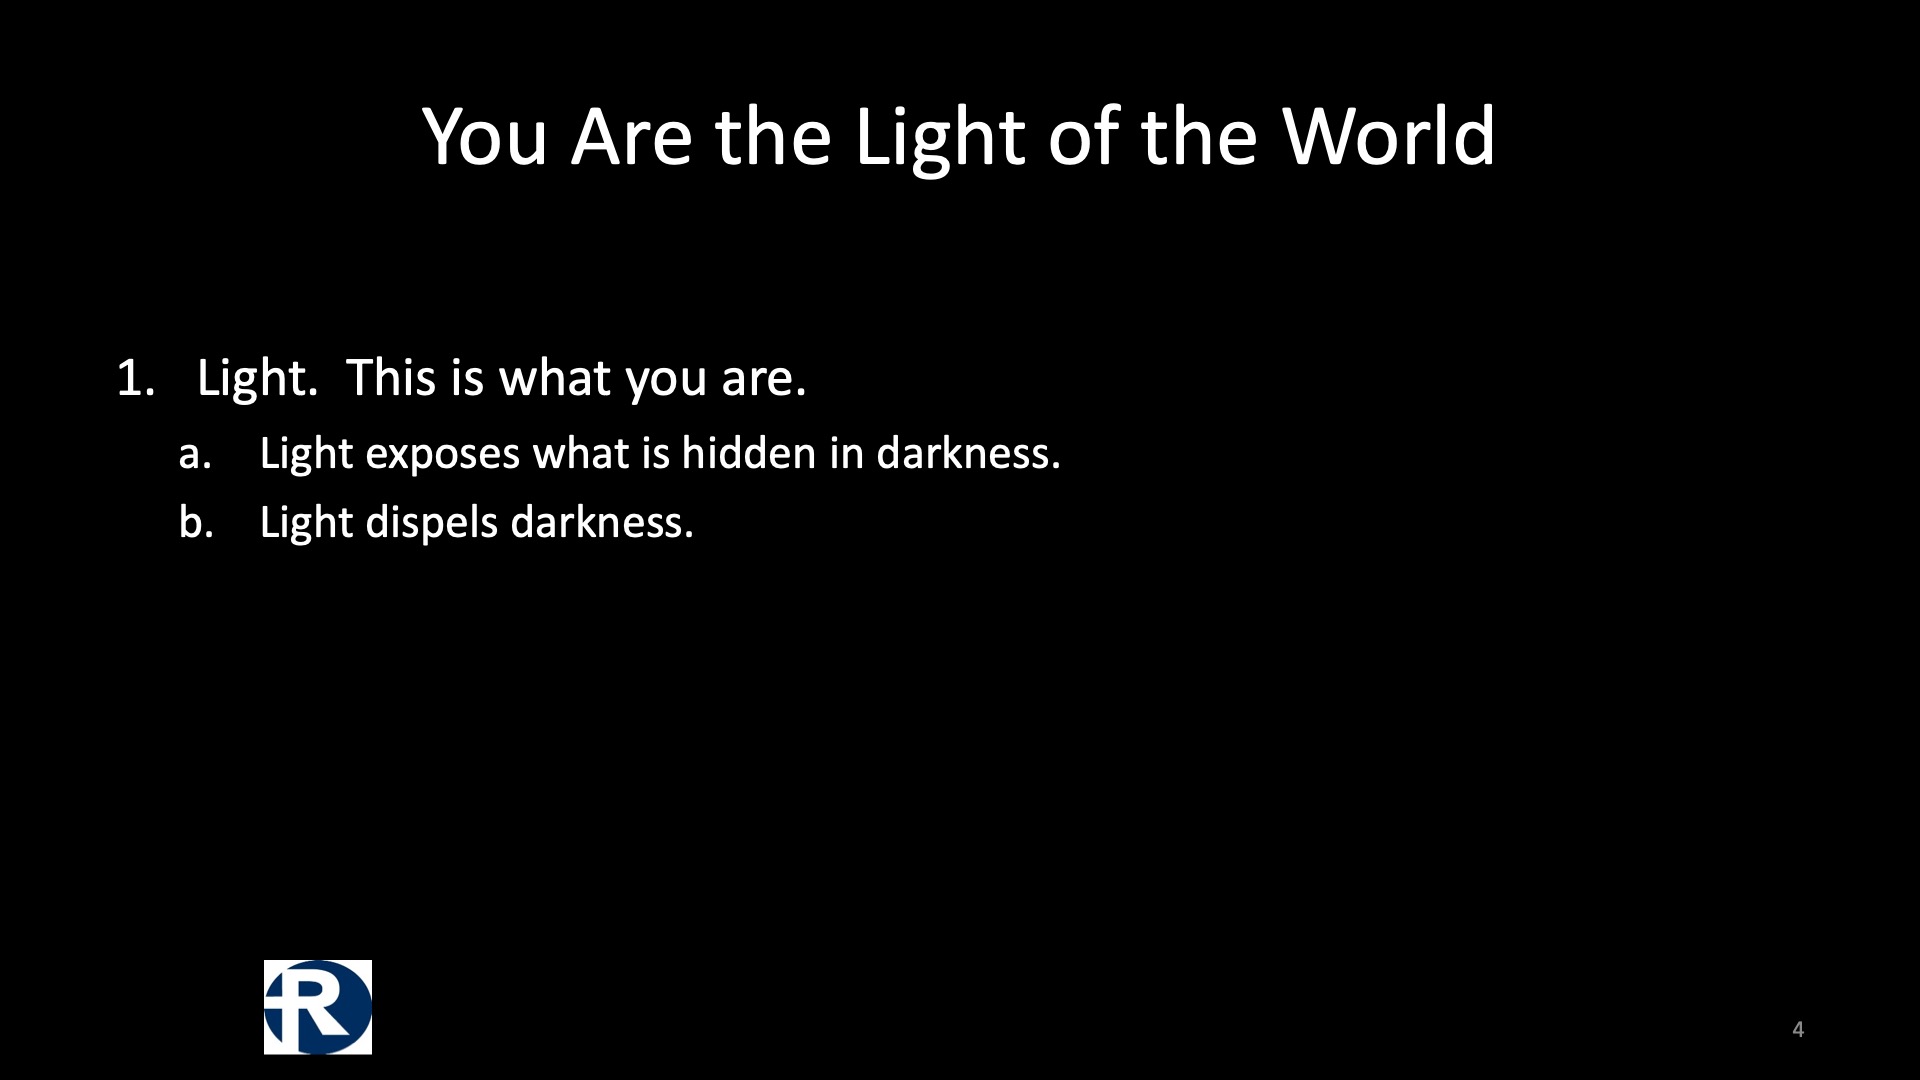 You Are the Light of the World
1. Light.  This is what you are.
a. Light exposes what is hidden in darkness.
b. Light dispels darkness.
R
4